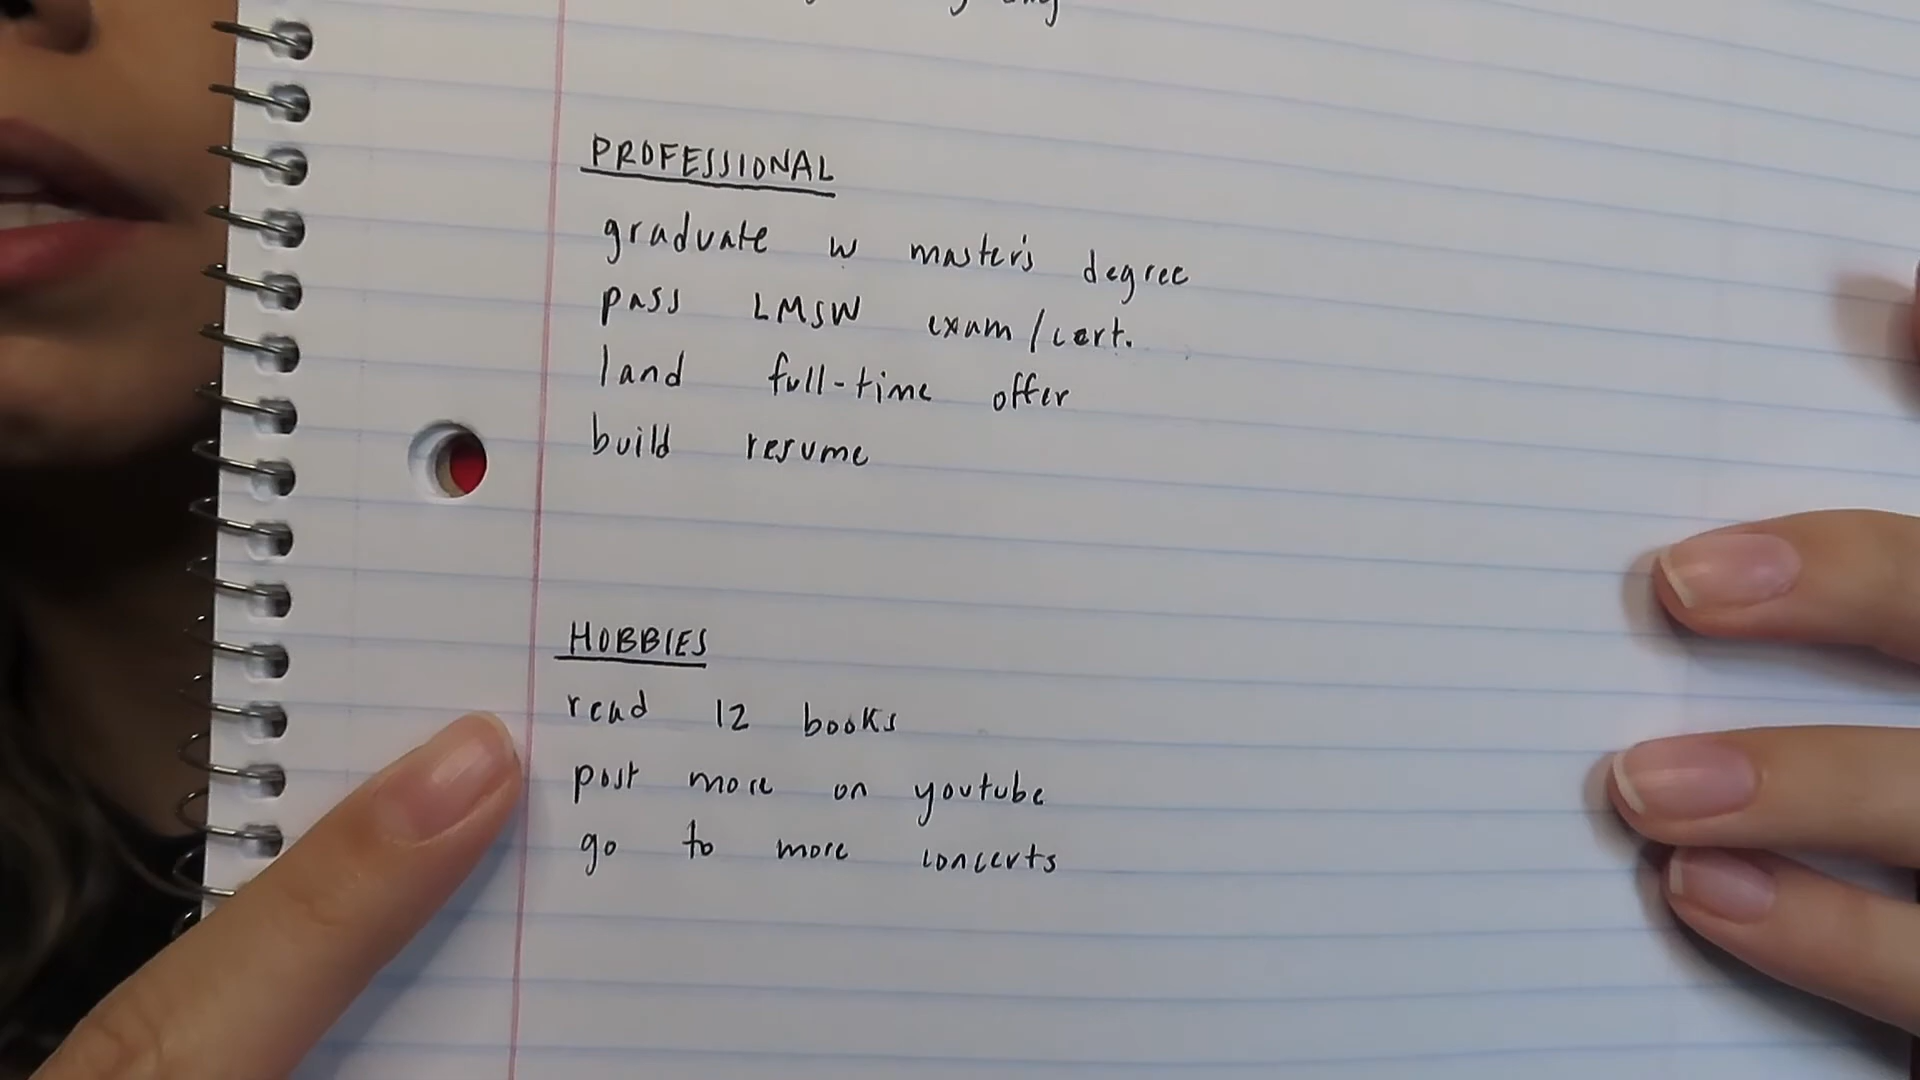 PROFESSIONAL
graduate w master's degree
pass LMSW exam/cert.
land full-time offer
build resume
HOBBIES
read 12 books
post more on youtube
go to more concerts